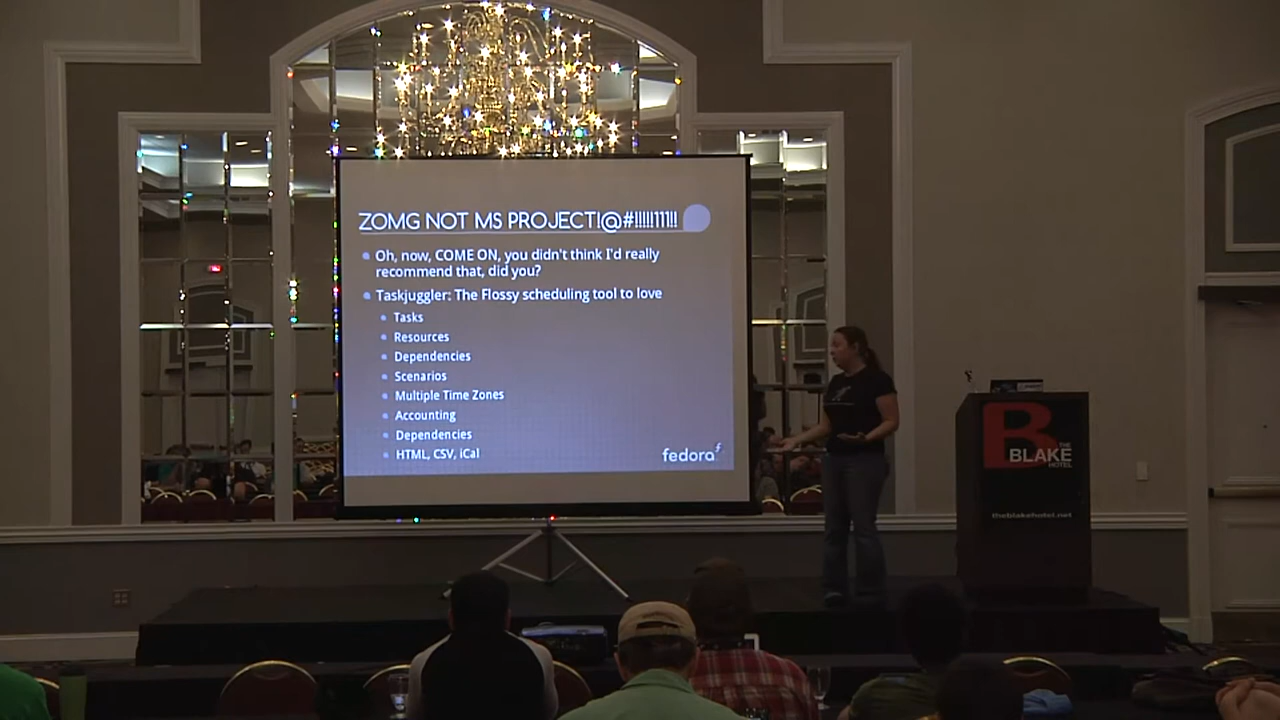 ZOMG NOT MS PROJECT!@#!!!!!111!!
Oh, now, COME ON, you didn't think I'd really
recommend that, did you?
Taskjuggler: The Flossy scheduling tool to love
Tasks
Resources
Dependencies
Scenarios
Multiple Time Zones
Accounting
Dependencies
HTML, CSV, iCal
fedora
B
THE
BLAKE
HOTEL
theblakehotel.net